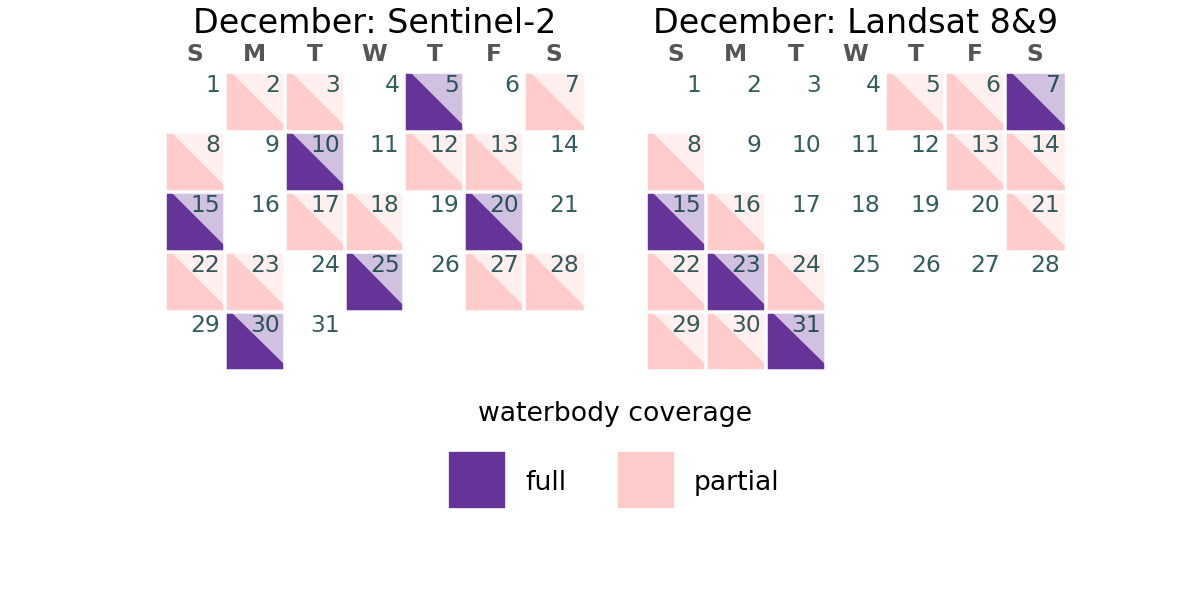 December: Sentinel-2
S M T W T F S
1 2 3 4 5 6 7
8 9 10 11 12 13 14
15 16 17 18 19 20 21
22 23 24 25 26 27 28
29 30 31
December: Landsat 8&9
S M T W T F S
1 2 3 4 5 6 7
8 9 10 11 12 13 14
15 16 17 18 19 20 21
22 23 24 25 26 27 28
29 30 31
waterbody coverage
full partial